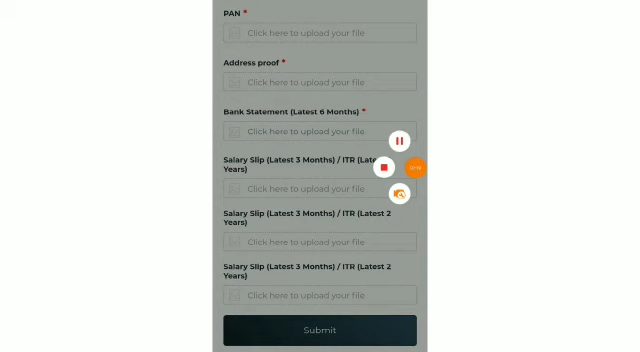 PAN *
Click here to upload your file
Address proof *
Click here to upload your file
Bank Statement (Latest 6 Months) *
Click here to upload your file
Salary Slip (Latest 3 Months) / ITR (Latest
Years)
Click here to upload your file
Salary Slip (Latest 3 Months) / ITR (Latest 2
Years)
Click here to upload your file
Salary Slip (Latest 3 Months) / ITR (Latest 2
Years)
Click here to upload your file
Submit